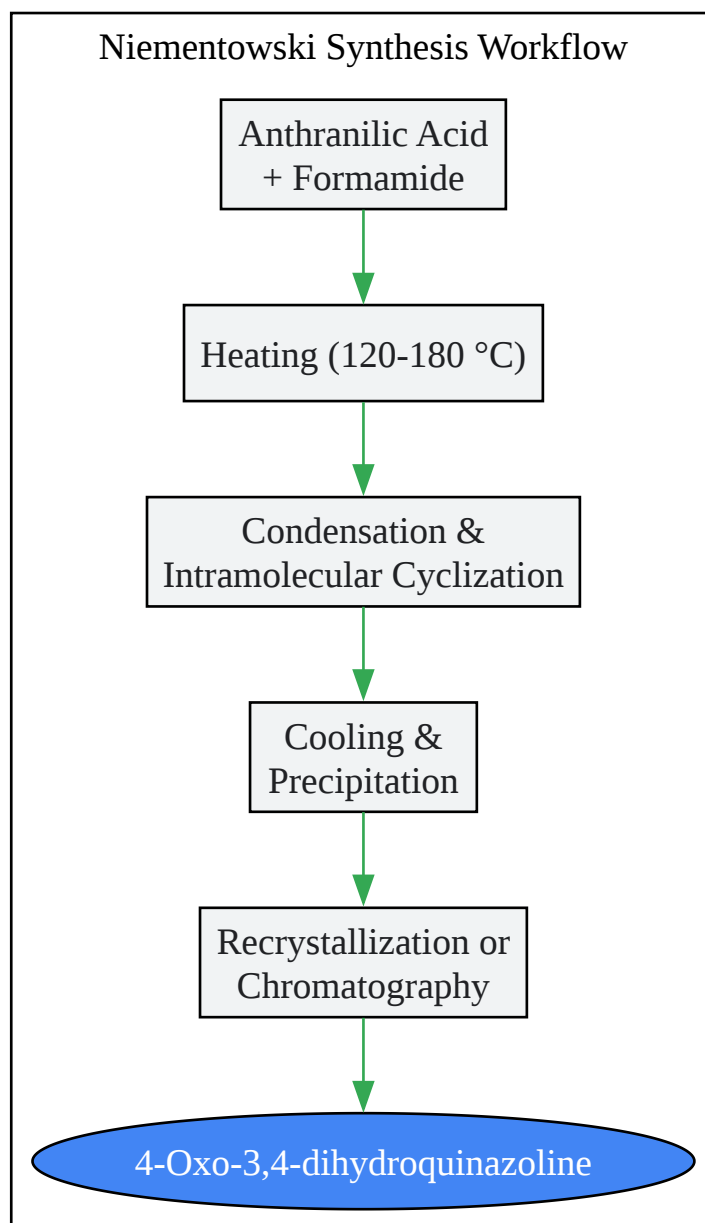 Niementowski Synthesis Workflow
Anthranilic Acid
+ Formamide
Heating (120-180 °C)
Condensation &
Intramolecular Cyclization
Cooling &
Precipitation
Recrystallization or
Chromatography
4-Oxo-3,4-dihydroquinazoline